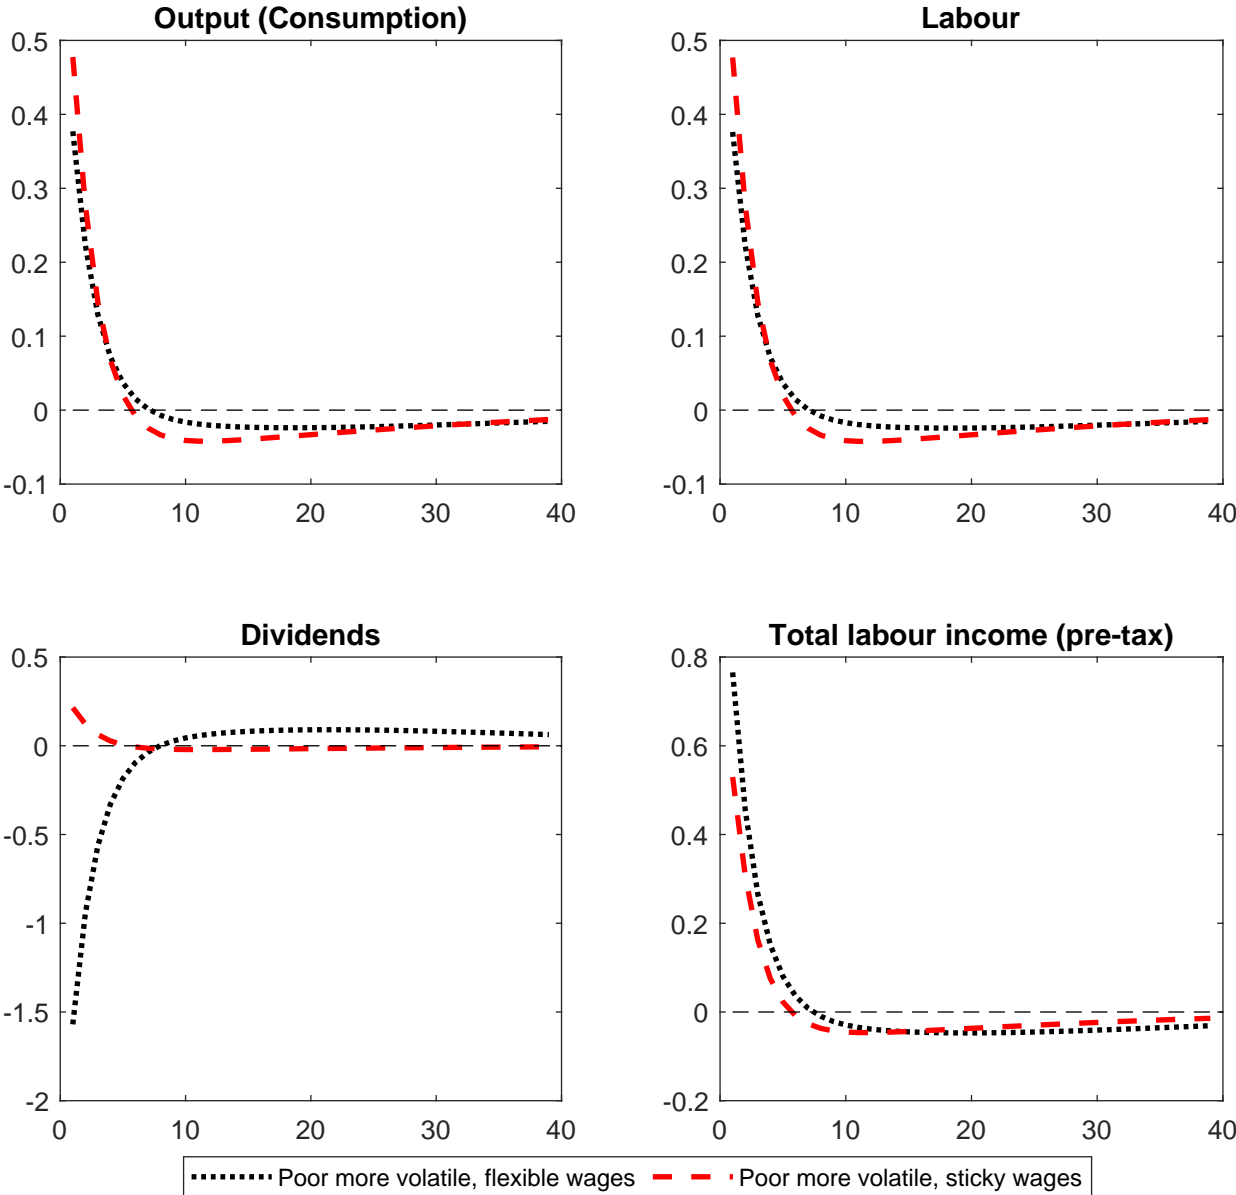 Output (Consumption)
0.5
0.4
0.3
0.2
0.1
0
-0.1
0 10 20 30 40
Labour
0.5
0.4
0.3
0.2
0.1
0
-0.1
0 10 20 30 40
Dividends
0.5
0
-0.5
-1
-1.5
-2
0 10 20 30 40
Total labour income (pre-tax)
0.8
0.6
0.4
0.2
0
-0.2
0 10 20 30 40
Poor more volatile, flexible wages Poor more volatile, sticky wages